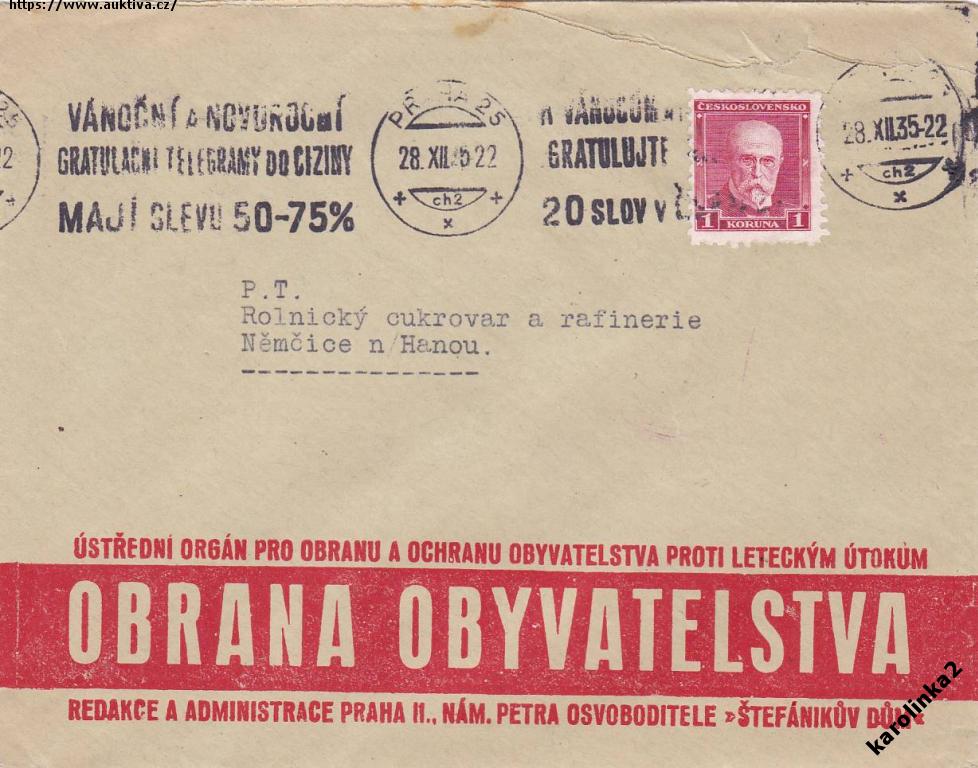 https://www.auktiva.cz/
VÁNOČNÍ A NOVOROČNÍ
GRATULAČNÍ TELEGRAMY DO CIZINY
MAJÍ SLEVU 50-75%
PRAHA 25
28.XII.35-22
ch2
x
K VÁNOCŮM
GRATULUJTE
20 SLOV V
ČESKOSLOVENSKO
1 KORUNA 1
28.XII.35-22
ch2
x
P.T.
Rolnický cukrovar a rafinerie
Němčice n/Hanou.
ÚSTŘEDNÍ ORGÁN PRO OBRANU A OCHRANU OBYVATELSTVA PROTI LETECKÝM ÚTOKŮM
OBRANA OBYVATELSTVA
REDAKCE A ADMINISTRACE PRAHA II., NÁM. PETRA OSVOBODITELE »ŠTEFÁNIKŮV DŮM«
karolinka2